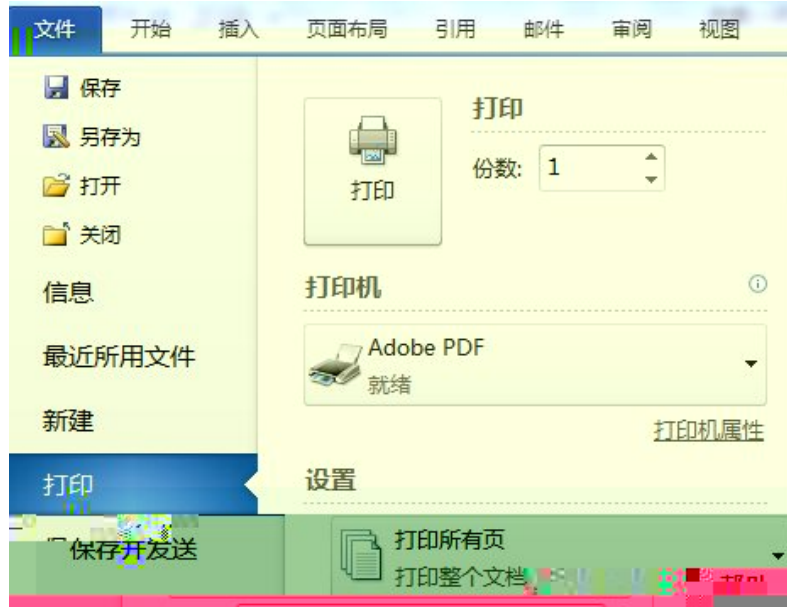 文件 开始 插入 页面布局 引用 邮件 审阅 视图
保存
另存为
打开
关闭
信息
最近所用文件
新建
打印
保存并发送
打印
打印
份数: 1
打印机
Adobe PDF
就绪
打印机属性
设置
打印所有页
打印整个文档